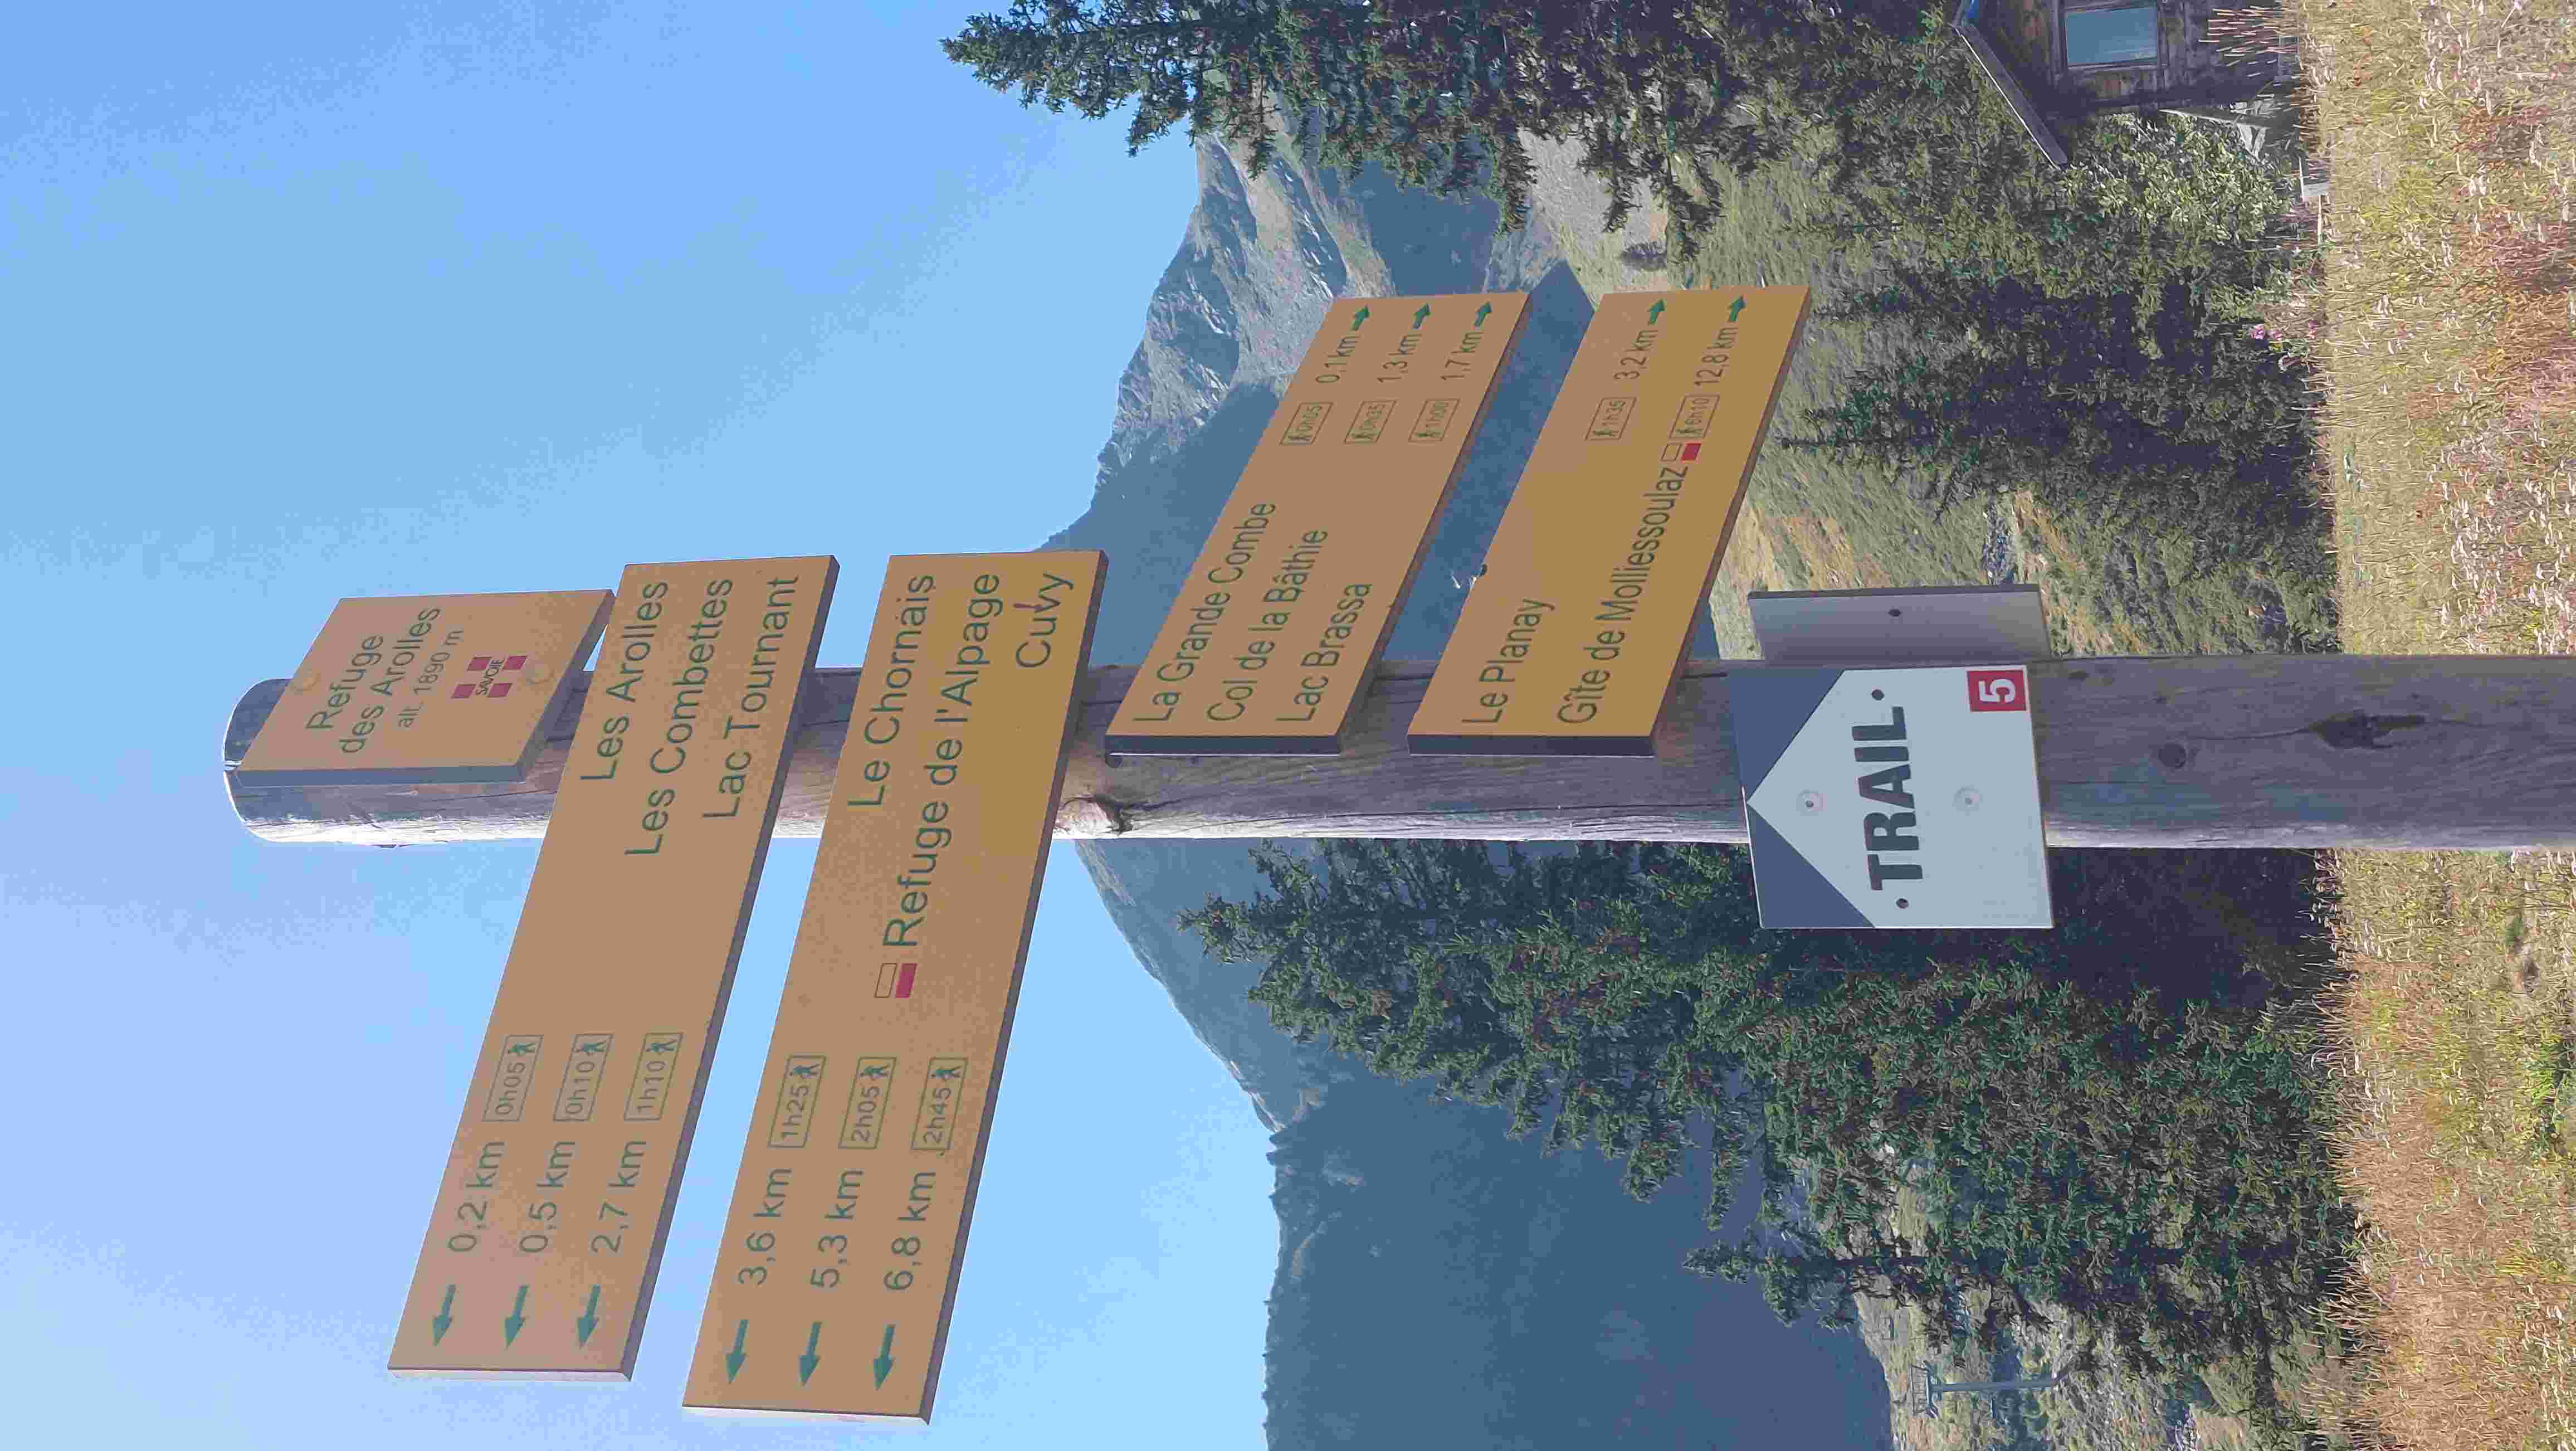 Refuge
des Arolles
alt. 1890 m
SAVOIE
0,2 km 0h05 Les Arolles
0,5 km 0h10 Les Combettes
2,7 km 1h10 Lac Tournant
3,6 km 1h25 Le Chornais
5,3 km 2h05 Refuge de l'Alpage
6,8 km 2h45 Cuvy
La Grande Combe 0h05 0,1 km
Col de la Bâthie 0h35 1,3 km
Lac Brassa 1h00 1,7 km
Le Planay 1h35 3,2 km
Gîte de Molliessoulaz 6h10 12,8 km
TRAIL
5